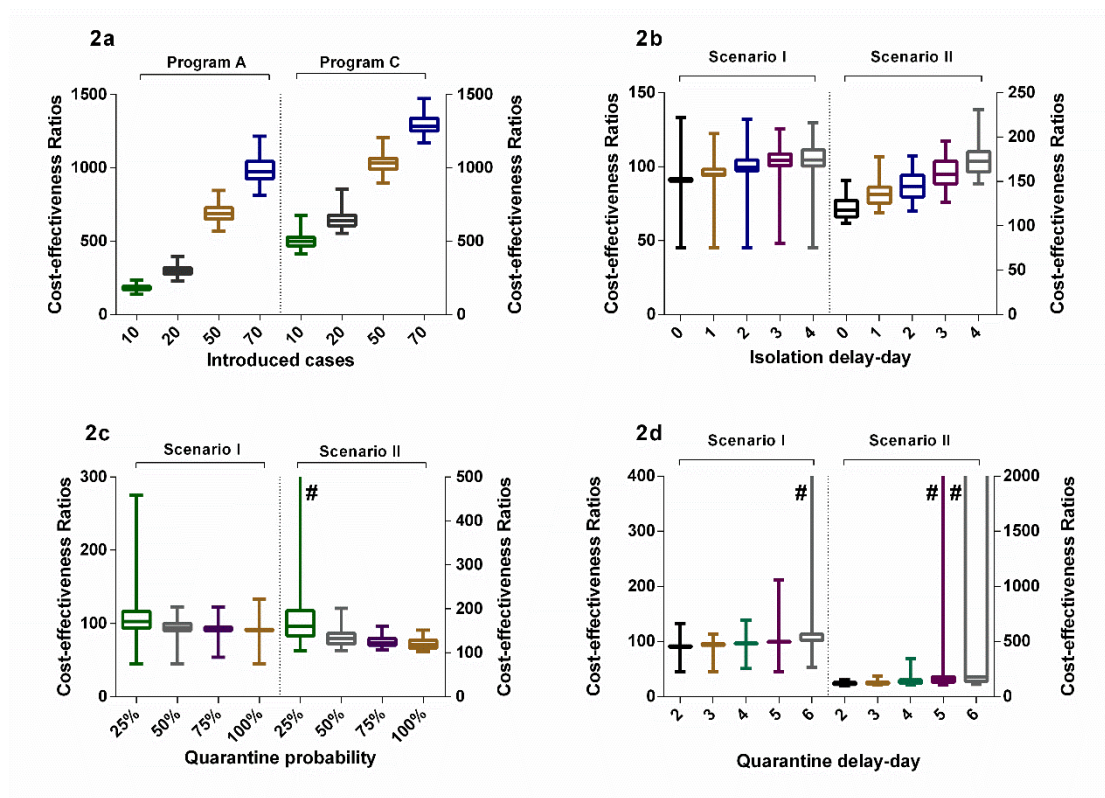 2a
Program A Program C
Cost-effectiveness Ratios
1500
1000
500
0
1500
1000
500
0
Cost-effectiveness Ratios
10 20 50 70 10 20 50 70
Introduced cases
2b
Scenario I Scenario II
Cost-effectiveness Ratios
150
100
50
0
250
200
150
100
50
0
Cost-effectiveness Ratios
0 1 2 3 4 0 1 2 3 4
Isolation delay-day
2c
Scenario I Scenario II
Cost-effectiveness Ratios
300
200
100
0
#
500
400
300
200
100
0
Cost-effectiveness Ratios
25% 50% 75% 100% 25% 50% 75% 100%
Quarantine probability
2d
Scenario I Scenario II
Cost-effectiveness Ratios
400
300
200
100
0
# # #
2000
1500
1000
500
0
Cost-effectiveness Ratios
2 3 4 5 6 2 3 4 5 6
Quarantine delay-day